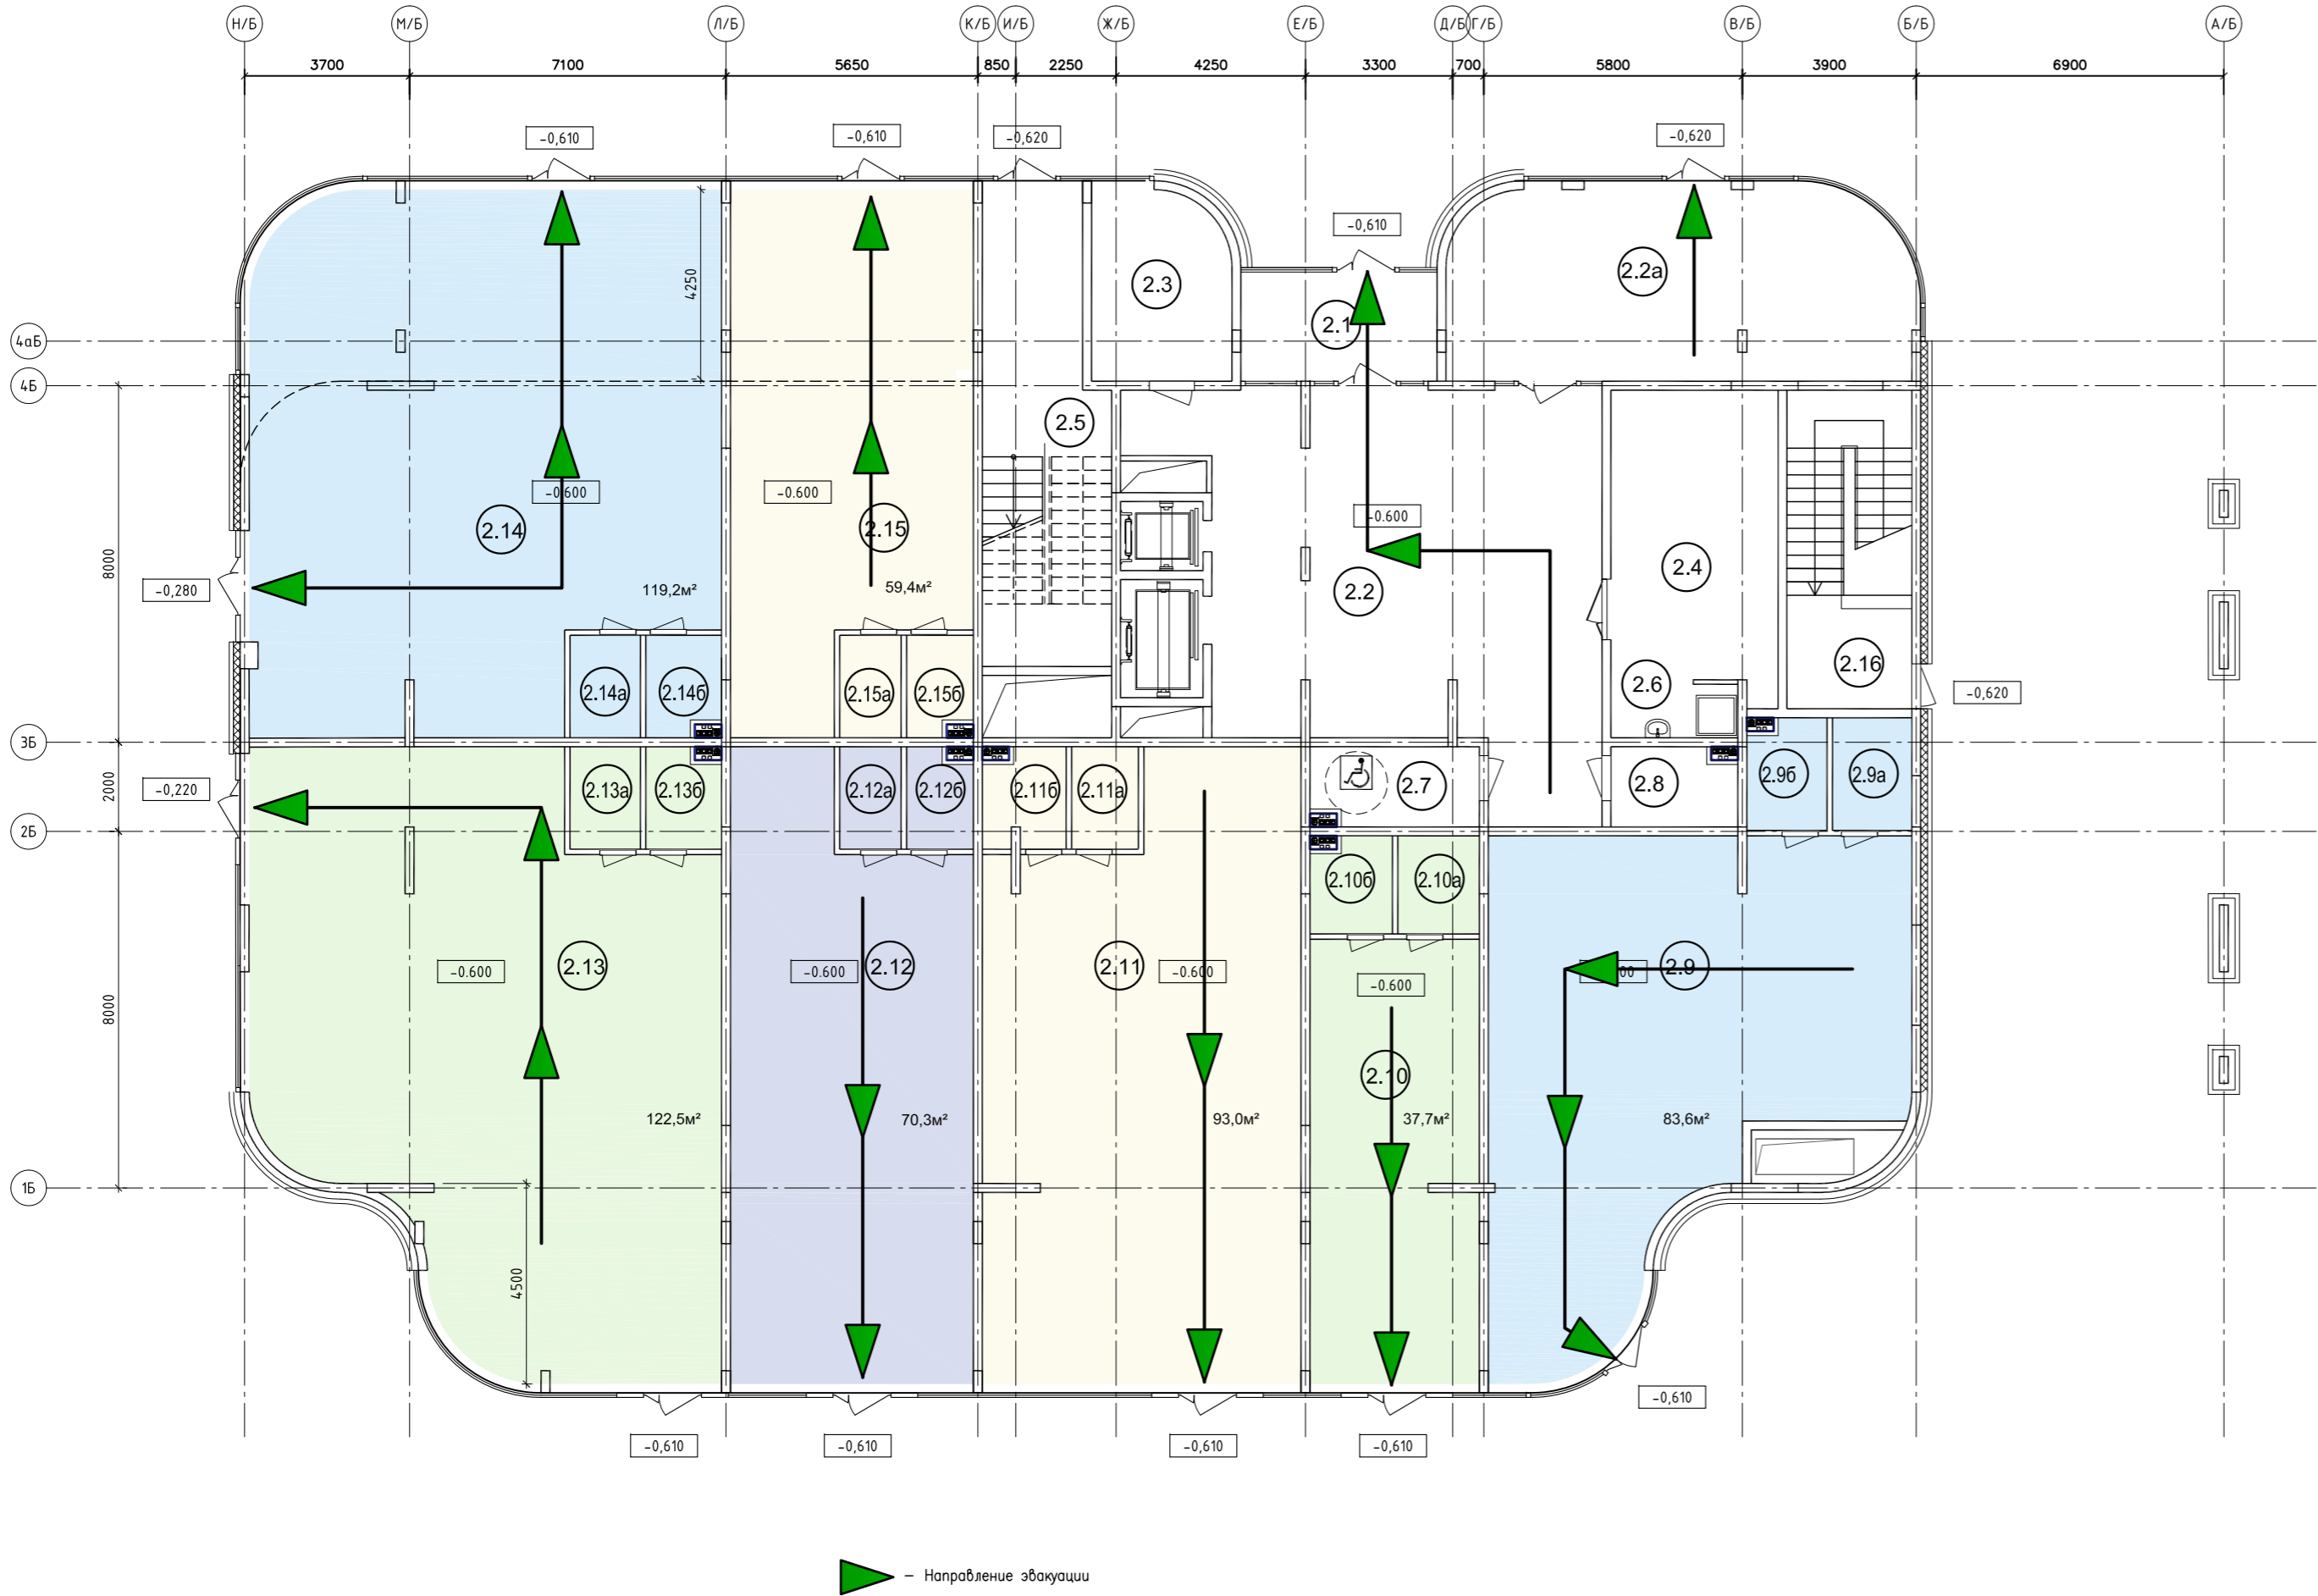 Н/Б М/Б Л/Б К/Б И/Б Ж/Б Е/Б Д/Б Г/Б В/Б Б/Б А/Б
3700 7100 5650 850 2250 4250 3300 700 5800 3900 6900
-0,610 -0,610 -0,620 -0,620
-0,610
4250 2.3 2.2а
2.1
4аБ
4Б
2.5
-0.600 -0.600
-0.600
2.14 2.15
8000 2.4
-0,280 119,2м² 59,4м² 2.2
2.16
2.14а 2.14б 2.15а 2.15б 2.6 -0,620
3Б
2000 -0,220 2.13а 2.13б 2.12а 2.12б 2.11б 2.11а 2.7 2.8 2.9б 2.9а
2Б
2.10б 2.10а
-0.600 2.13 -0.600 2.12 2.11 -0.600 2.9
-0.600
8000
2.10
122,5м² 70,3м² 93,0м² 37,7м² 83,6м²
1Б
4500
-0,610
-0,610 -0,610 -0,610 -0,610
– Направление эвакуации